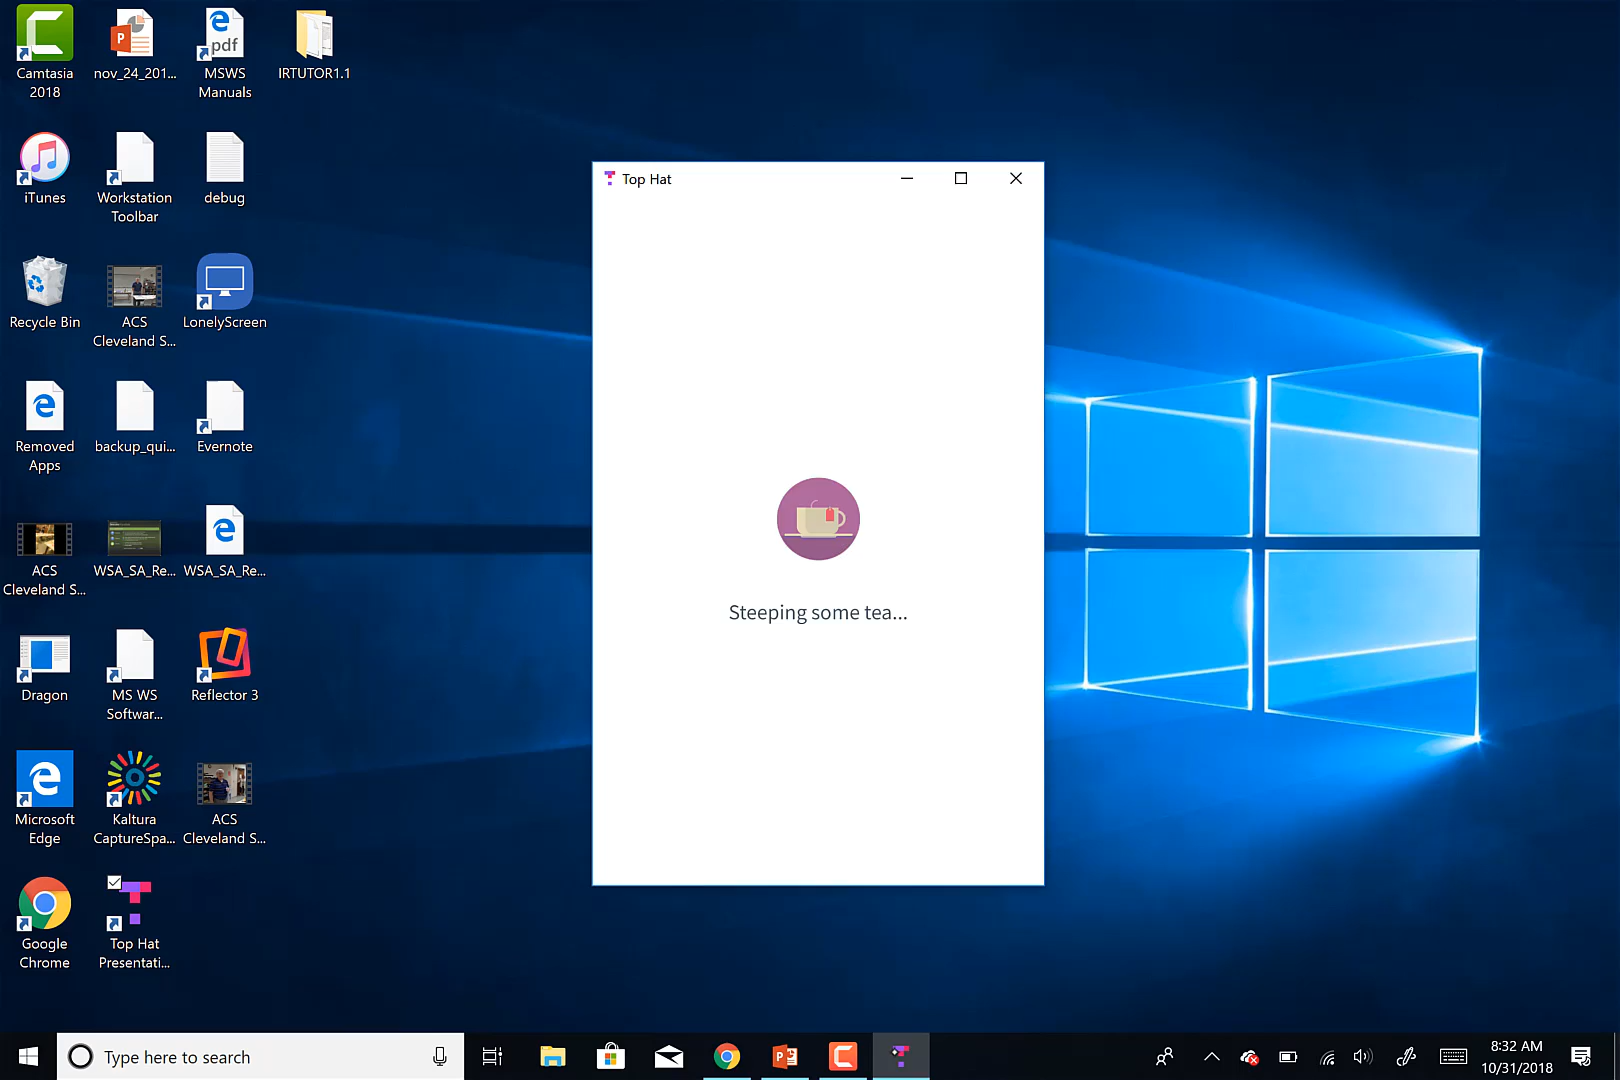 Camtasia
2018
nov_24_201...
pdf
MSWS
Manuals
IRTUTOR1.1
iTunes
Workstation
Toolbar
debug
Recycle Bin
ACS
Cleveland S...
LonelyScreen
Removed
Apps
backup_qui...
Evernote
ACS
Cleveland S...
WSA_SA_Re...
WSA_SA_Re...
Dragon
MS WS
Softwar...
Reflector 3
Microsoft
Edge
Kaltura
CaptureSpa...
ACS
Cleveland S...
Google
Chrome
Top Hat
Presentati...
Top Hat
Steeping some tea...
Type here to search
8:32 AM
10/31/2018